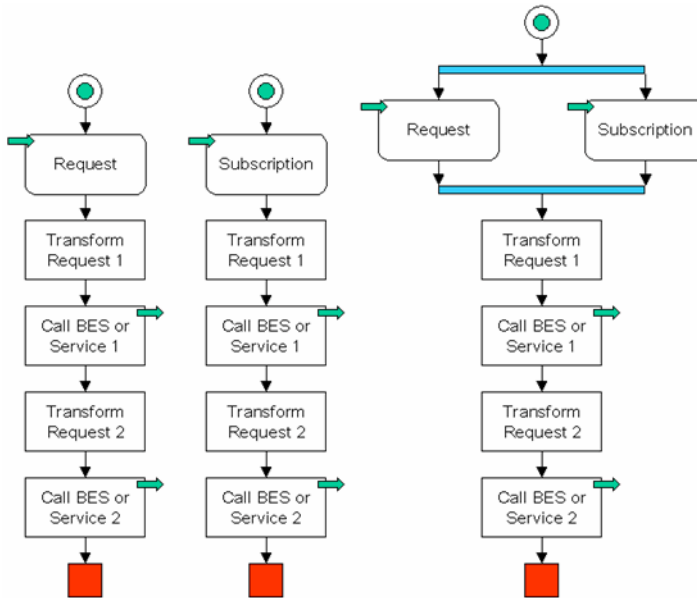 Request
Transform
Request 1
Call BES or
Service 1
Transform
Request 2
Call BES or
Service 2
Subscription
Transform
Request 1
Call BES or
Service 1
Transform
Request 2
Call BES or
Service 2
Request
Subscription
Transform
Request 1
Call BES or
Service 1
Transform
Request 2
Call BES or
Service 2